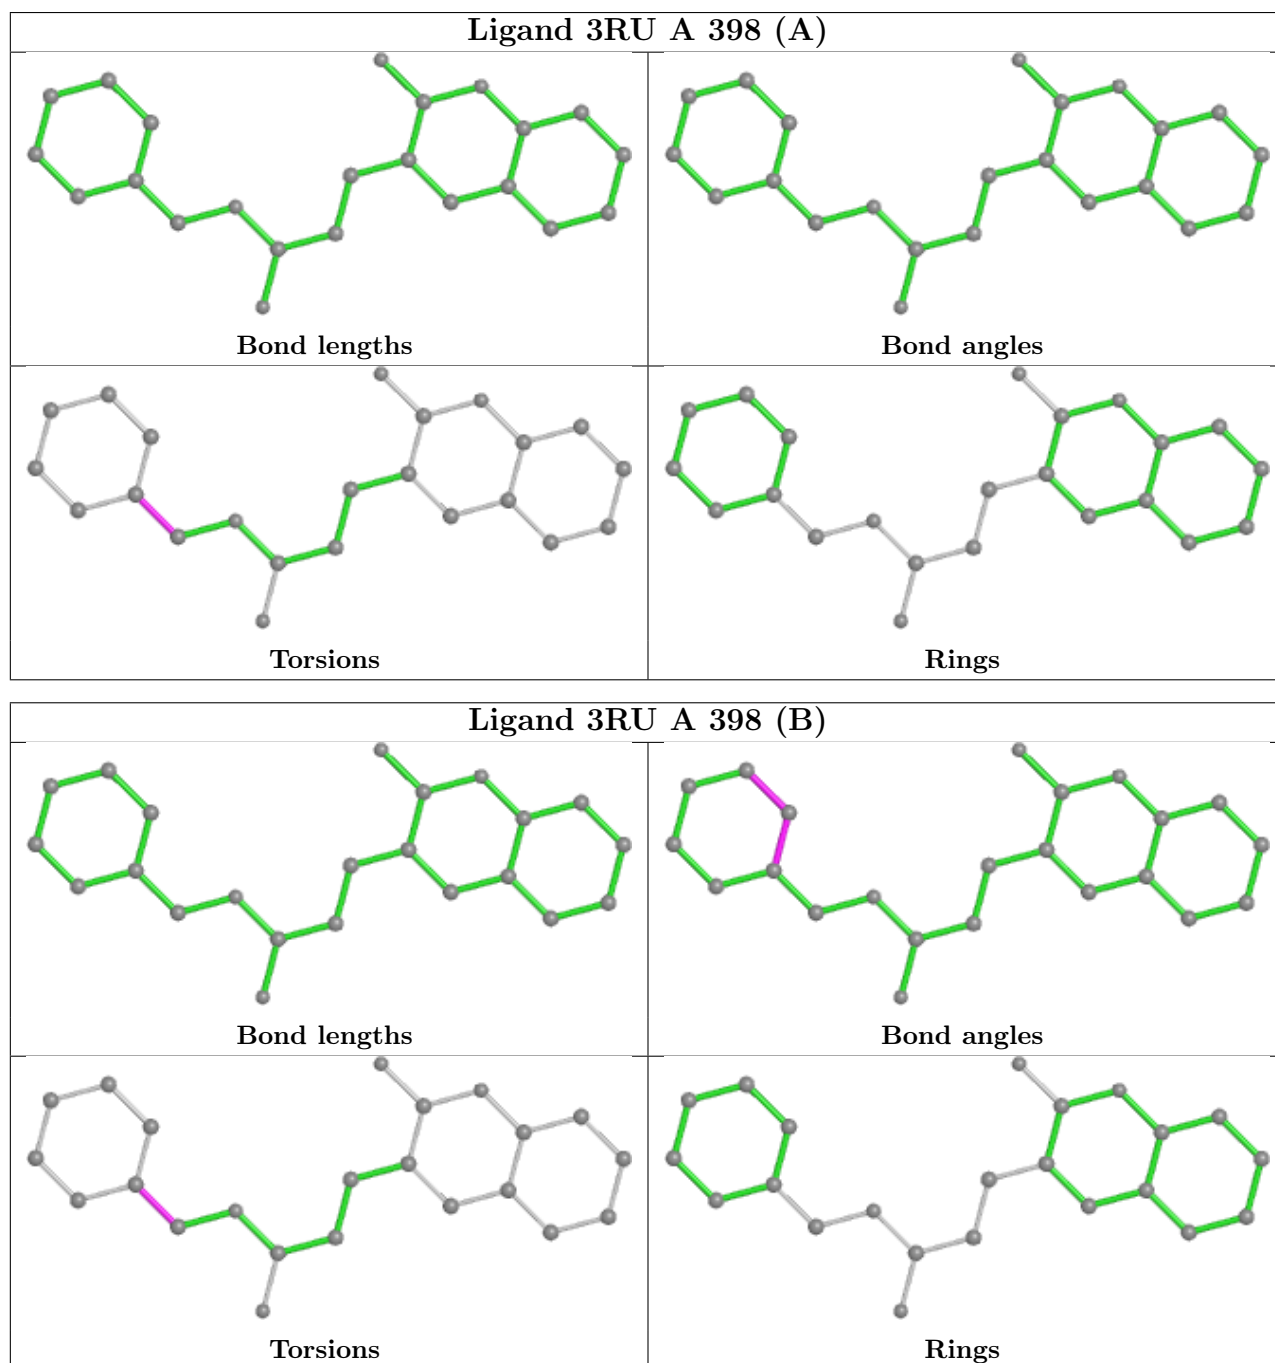 Ligand 3RU A 398 (A)
Bond lengths
Bond angles
Torsions
Rings
Ligand 3RU A 398 (B)
Bond lengths
Bond angles
Torsions
Rings